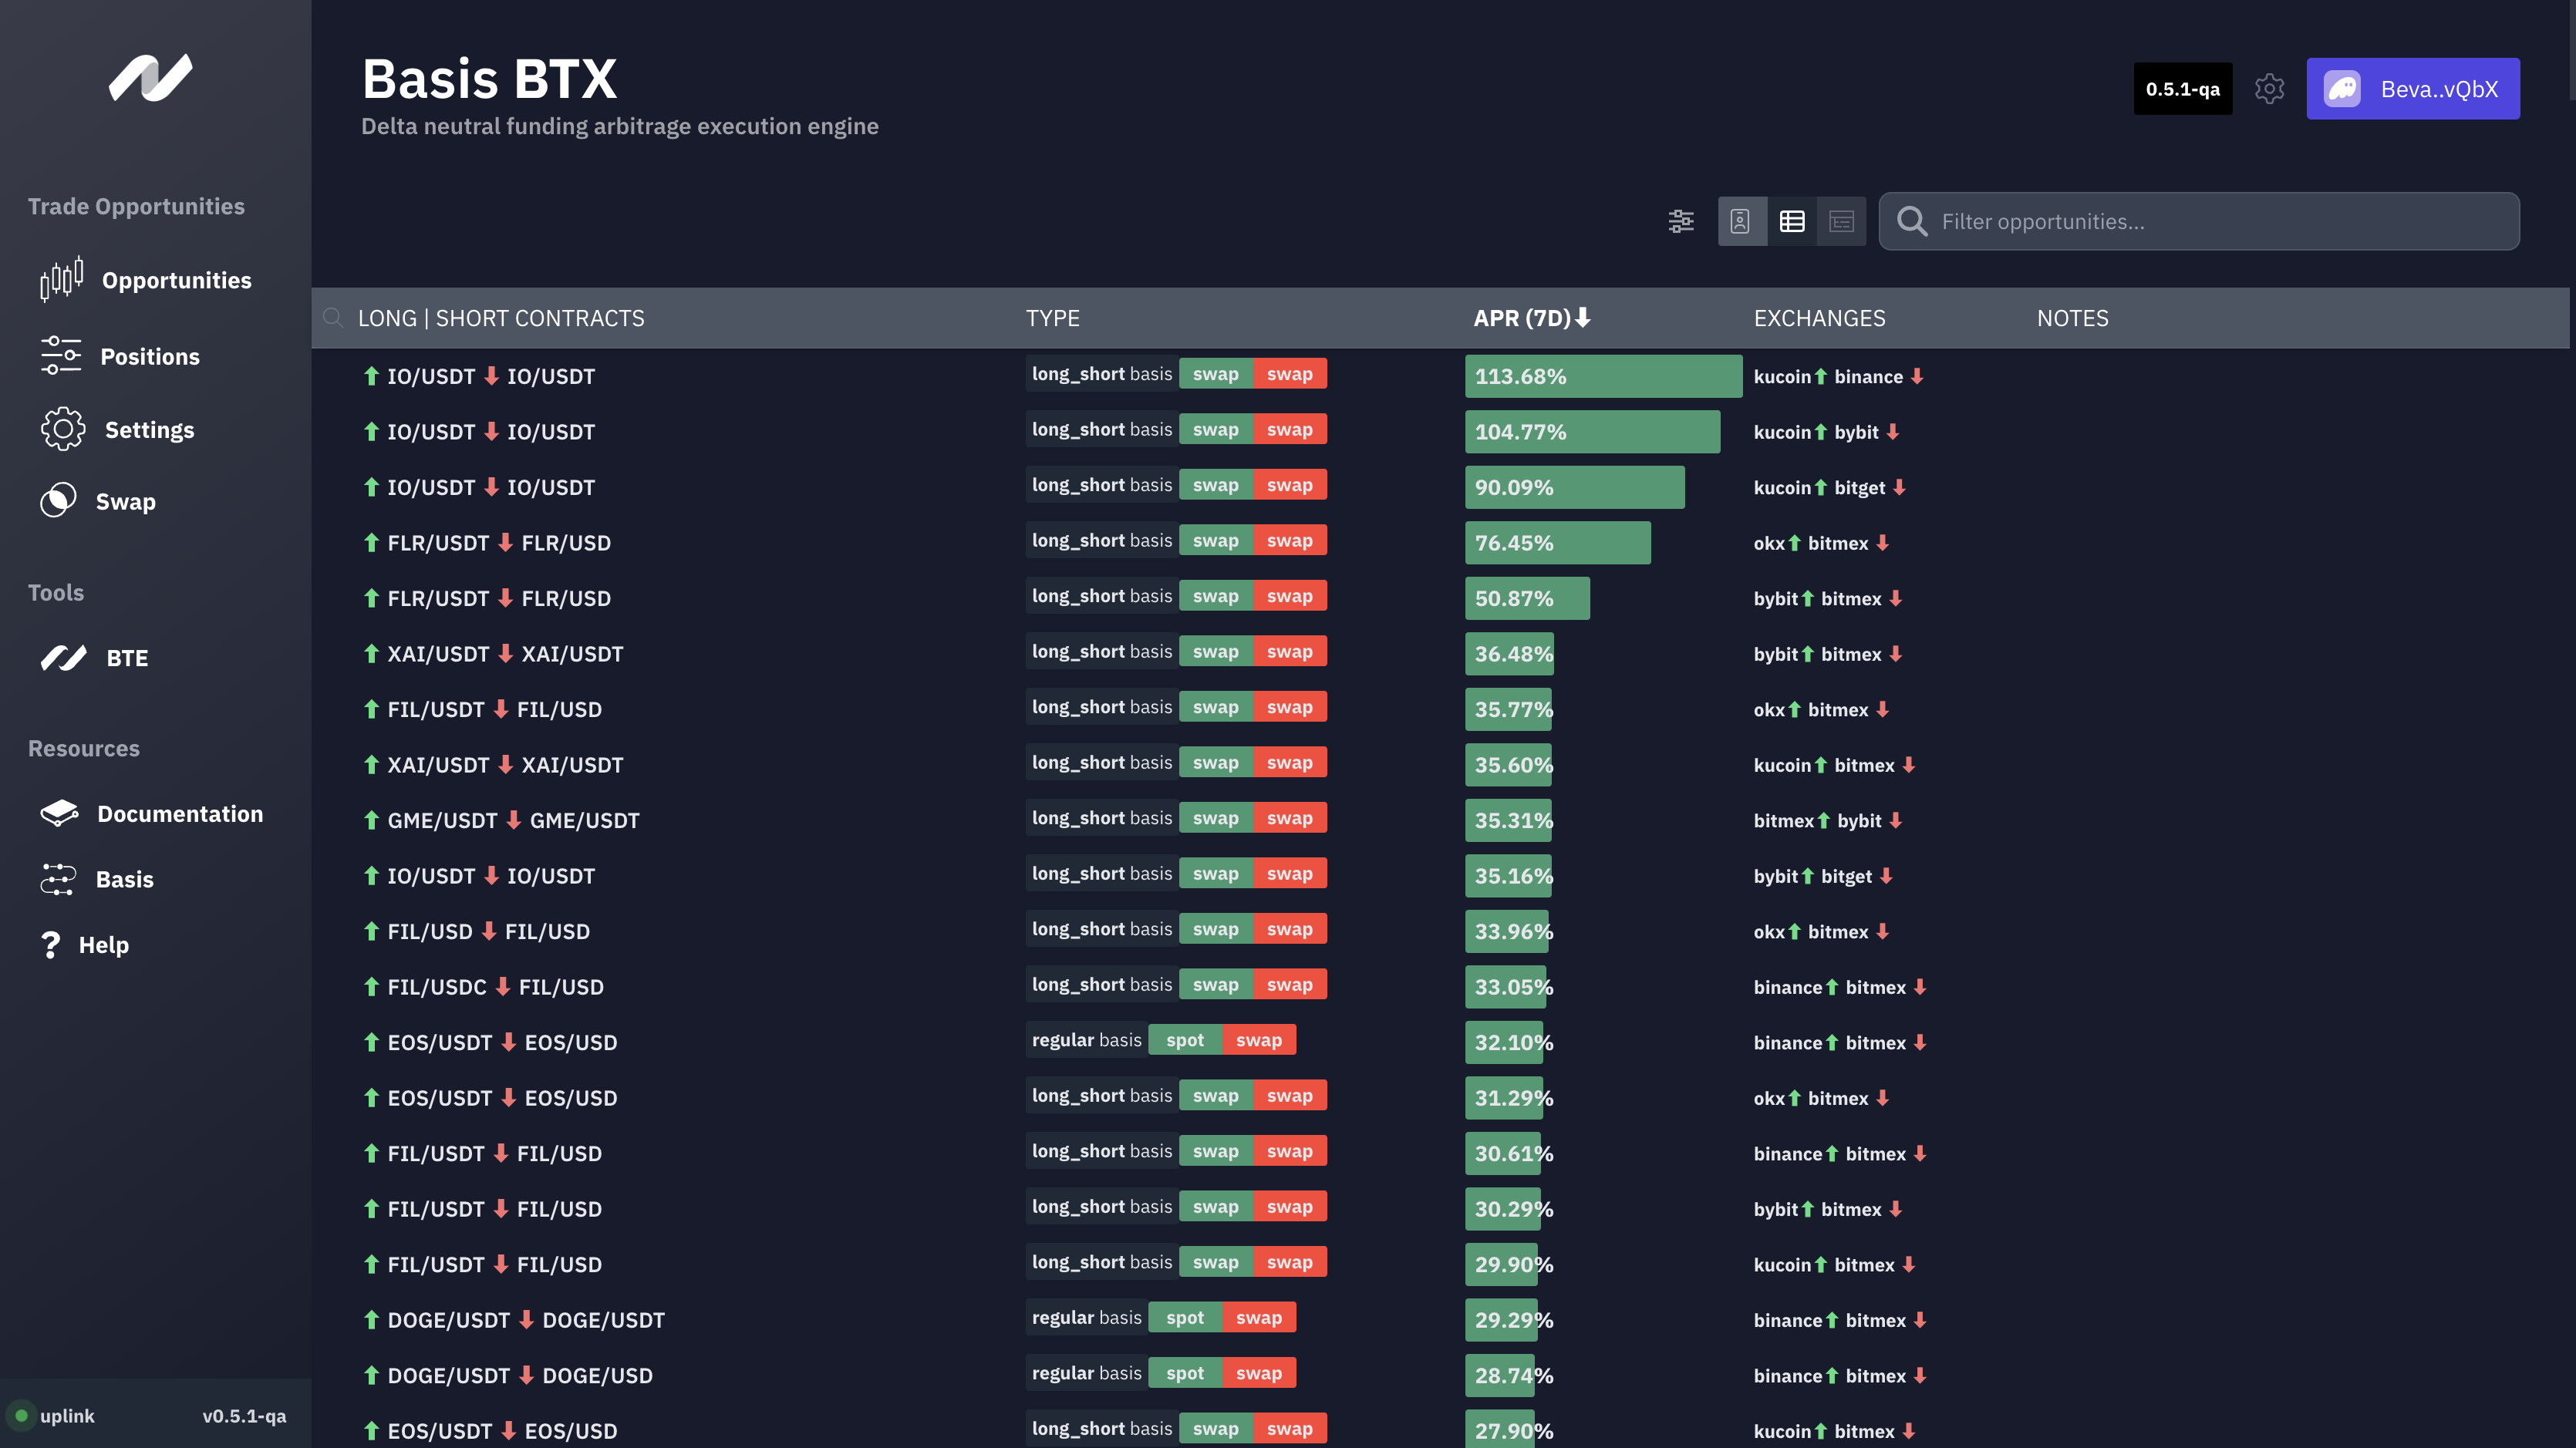 Basis BTX
Delta neutral funding arbitrage execution engine
0.5.1-qa
Beva..vQbX
Trade Opportunities
Opportunities
Positions
Settings
Swap
Tools
BTE
Resources
Documentation
Basis
Help
uplink v0.5.1-qa
Filter opportunities...
LONG | SHORT CONTRACTS TYPE APR (7D) EXCHANGES NOTES
IO/USDT IO/USDT long_short basis swap swap 113.68% kucoin binance
IO/USDT IO/USDT long_short basis swap swap 104.77% kucoin bybit
IO/USDT IO/USDT long_short basis swap swap 90.09% kucoin bitget
FLR/USDT FLR/USD long_short basis swap swap 76.45% okx bitmex
FLR/USDT FLR/USD long_short basis swap swap 50.87% bybit bitmex
XAI/USDT XAI/USDT long_short basis swap swap 36.48% bybit bitmex
FIL/USDT FIL/USD long_short basis swap swap 35.77% okx bitmex
XAI/USDT XAI/USDT long_short basis swap swap 35.60% kucoin bitmex
GME/USDT GME/USDT long_short basis swap swap 35.31% bitmex bybit
IO/USDT IO/USDT long_short basis swap swap 35.16% bybit bitget
FIL/USD FIL/USD long_short basis swap swap 33.96% okx bitmex
FIL/USDC FIL/USD long_short basis swap swap 33.05% binance bitmex
EOS/USDT EOS/USD regular basis spot swap 32.10% binance bitmex
EOS/USDT EOS/USD long_short basis swap swap 31.29% okx bitmex
FIL/USDT FIL/USD long_short basis swap swap 30.61% binance bitmex
FIL/USDT FIL/USD long_short basis swap swap 30.29% bybit bitmex
FIL/USDT FIL/USD long_short basis swap swap 29.90% kucoin bitmex
DOGE/USDT DOGE/USDT regular basis spot swap 29.29% binance bitmex
DOGE/USDT DOGE/USD regular basis spot swap 28.74% binance bitmex
EOS/USDT EOS/USD long_short basis swap swap 27.90% kucoin bitmex